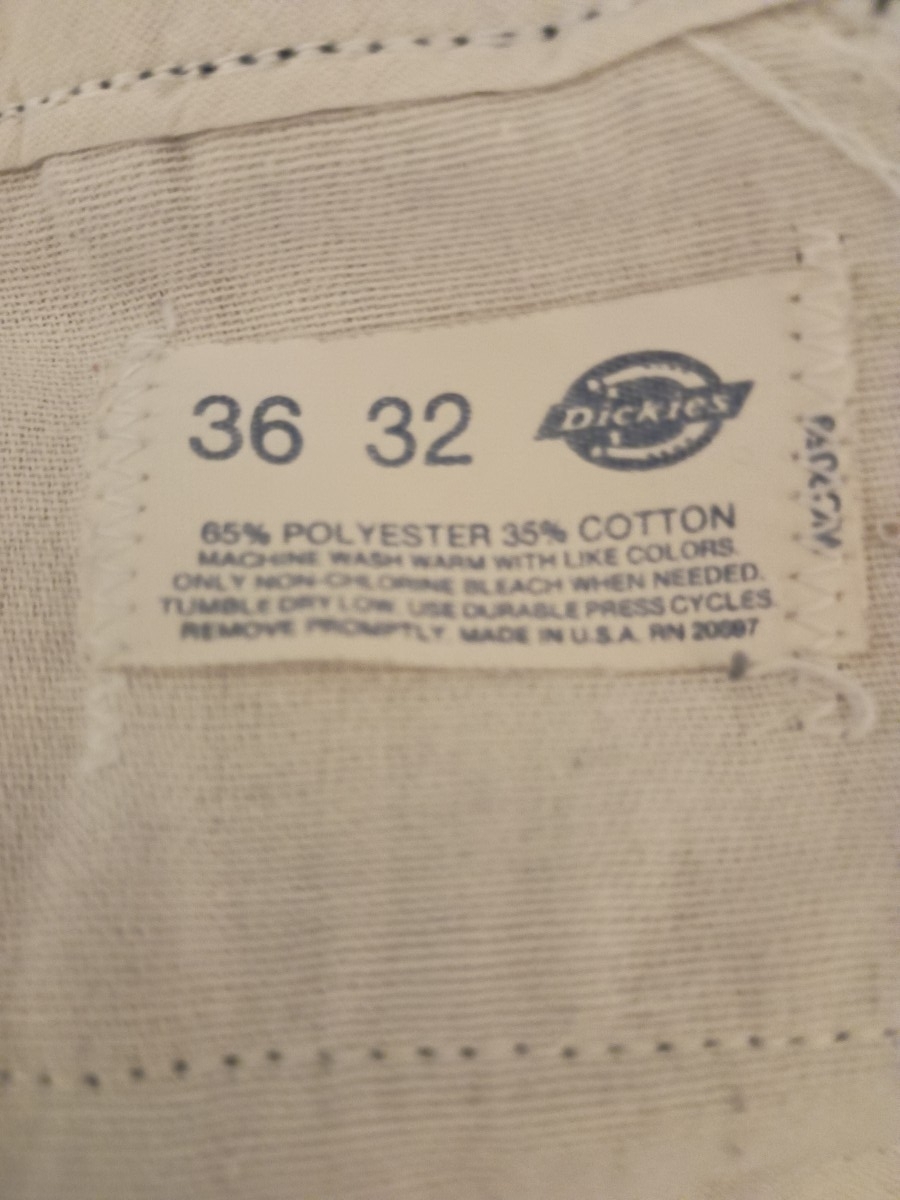 36 32 Dickies
65% POLYESTER 35% COTTON
MACHINE WASH WARM WITH LIKE COLORS.
ONLY NON-CHLORINE BLEACH WHEN NEEDED.
TUMBLE DRY LOW. USE DURABLE PRESS CYCLES.
REMOVE PROMPTLY. MADE IN U.S.A. RN 20697